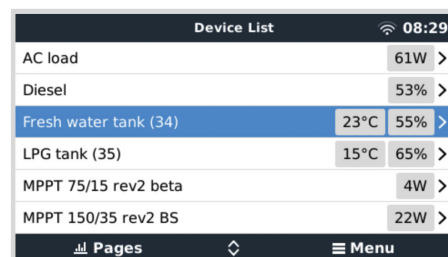 Device List 08:29
AC load 61W
Diesel 53%
Fresh water tank (34) 23°C 55%
LPG tank (35) 15°C 65%
MPPT 75/15 rev2 beta 4W
MPPT 150/35 rev2 BS 22W
Pages Menu